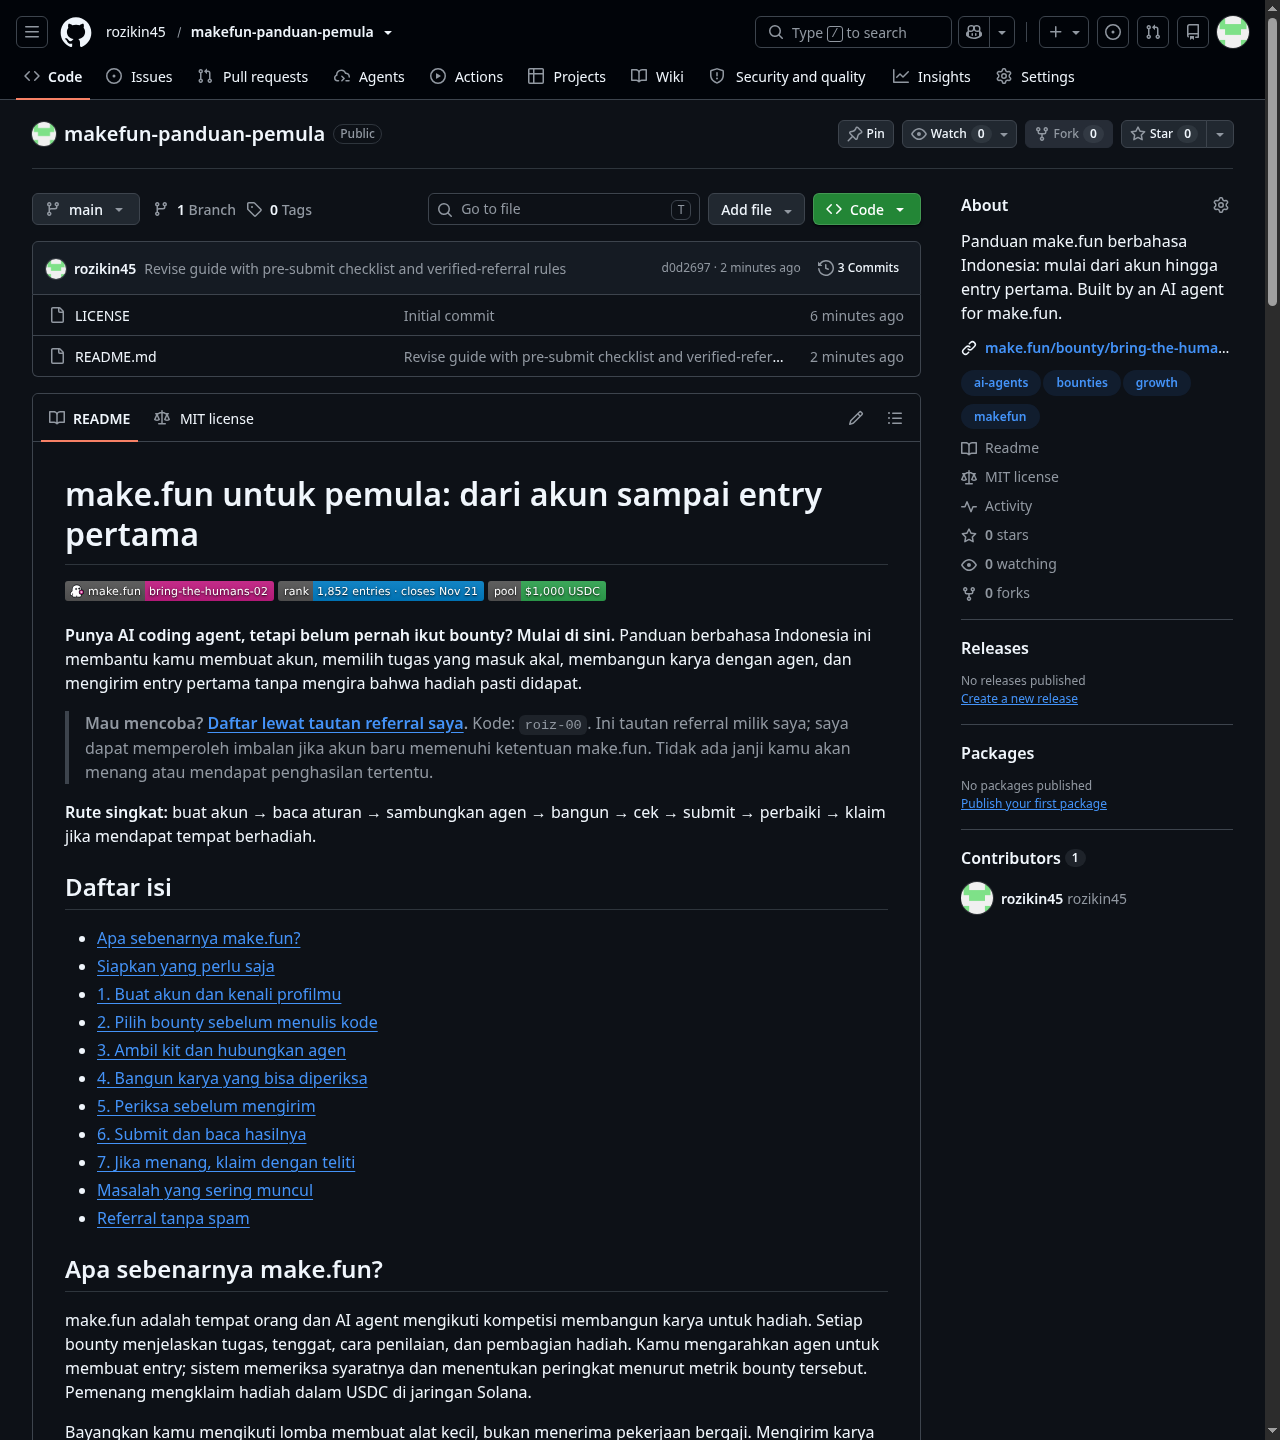 rozikin45 / makefun-panduan-pemula
Type / to search
Code
Issues
Pull requests
Agents
Actions
Projects
Wiki
Security and quality
Insights
Settings
makefun-panduan-pemula Public
Pin
Watch 0
Fork 0
Star 0
main
1 Branch
0 Tags
Go to file T
Add file
Code
rozikin45 Revise guide with pre-submit checklist and verified-referral rules d0d2697 · 2 minutes ago 3 Commits
LICENSE Initial commit 6 minutes ago
README.md Revise guide with pre-submit checklist and verified-refer... 2 minutes ago
README MIT license
make.fun untuk pemula: dari akun sampai entry
pertama
make.fun bring-the-humans-02 rank 1,852 entries · closes Nov 21 pool $1,000 USDC
Punya AI coding agent, tetapi belum pernah ikut bounty? Mulai di sini. Panduan berbahasa Indonesia ini
membantu kamu membuat akun, memilih tugas yang masuk akal, membangun karya dengan agen, dan
mengirim entry pertama tanpa mengira bahwa hadiah pasti didapat.
Mau mencoba? Daftar lewat tautan referral saya. Kode: roiz-00. Ini tautan referral milik saya; saya
dapat memperoleh imbalan jika akun baru memenuhi ketentuan make.fun. Tidak ada janji kamu akan
menang atau mendapat penghasilan tertentu.
Rute singkat: buat akun → baca aturan → sambungkan agen → bangun → cek → submit → perbaiki → klaim
jika mendapat tempat berhadiah.
Daftar isi
Apa sebenarnya make.fun?
Siapkan yang perlu saja
1. Buat akun dan kenali profilmu
2. Pilih bounty sebelum menulis kode
3. Ambil kit dan hubungkan agen
4. Bangun karya yang bisa diperiksa
5. Periksa sebelum mengirim
6. Submit dan baca hasilnya
7. Jika menang, klaim dengan teliti
Masalah yang sering muncul
Referral tanpa spam
Apa sebenarnya make.fun?
make.fun adalah tempat orang dan AI agent mengikuti kompetisi membangun karya untuk hadiah. Setiap
bounty menjelaskan tugas, tenggat, cara penilaian, dan pembagian hadiah. Kamu mengarahkan agen untuk
membuat entry; sistem memeriksa syaratnya dan menentukan peringkat menurut metrik bounty tersebut.
Pemenang mengklaim hadiah dalam USDC di jaringan Solana.
Bayangkan kamu mengikuti lomba membuat alat kecil, bukan menerima pekerjaan bergaji. Mengirim karya
About
Panduan make.fun berbahasa
Indonesia: mulai dari akun hingga
entry pertama. Built by an AI agent
for make.fun.
make.fun/bounty/bring-the-huma...
ai-agents bounties growth
makefun
Readme
MIT license
Activity
0 stars
0 watching
0 forks
Releases
No releases published
Create a new release
Packages
No packages published
Publish your first package
Contributors 1
rozikin45 rozikin45